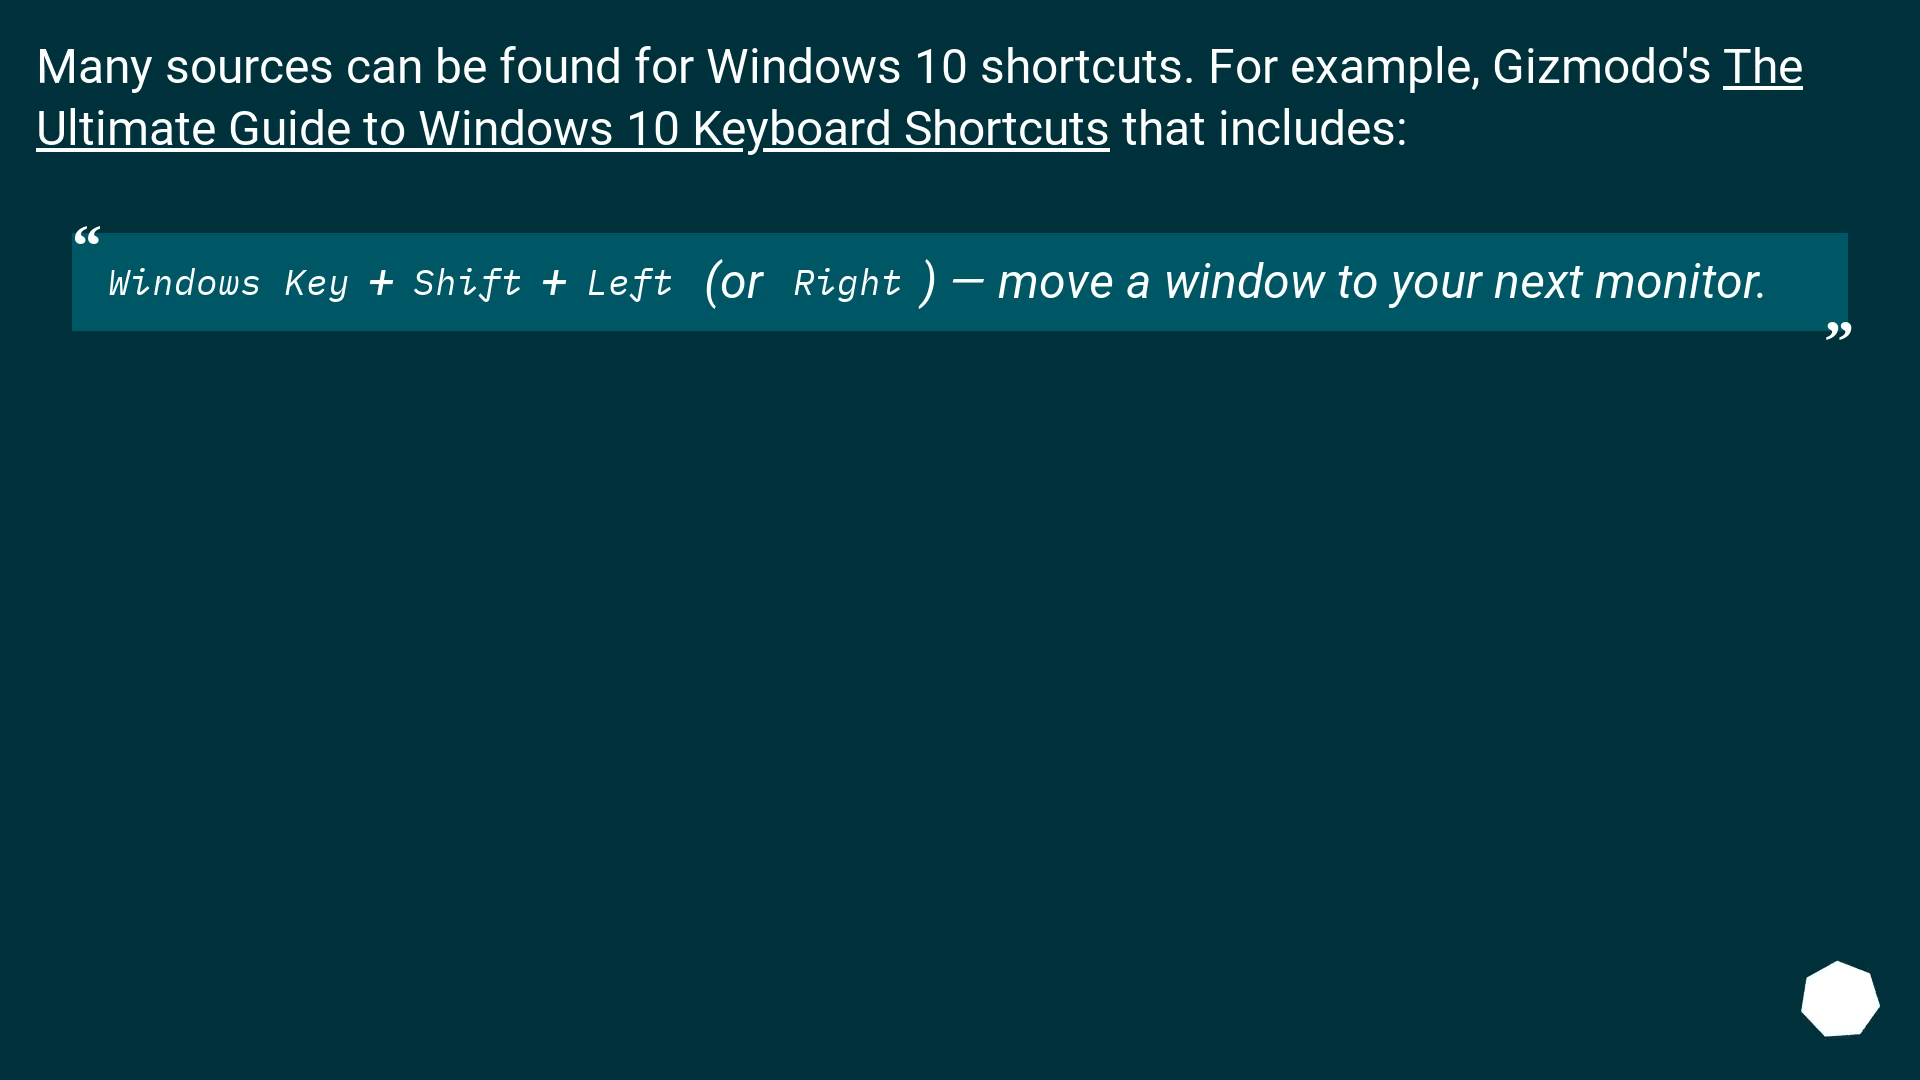 Many sources can be found for Windows 10 shortcuts. For example, Gizmodo's The
Ultimate Guide to Windows 10 Keyboard Shortcuts that includes:
“
Windows Key + Shift + Left (or Right ) — move a window to your next monitor.
”